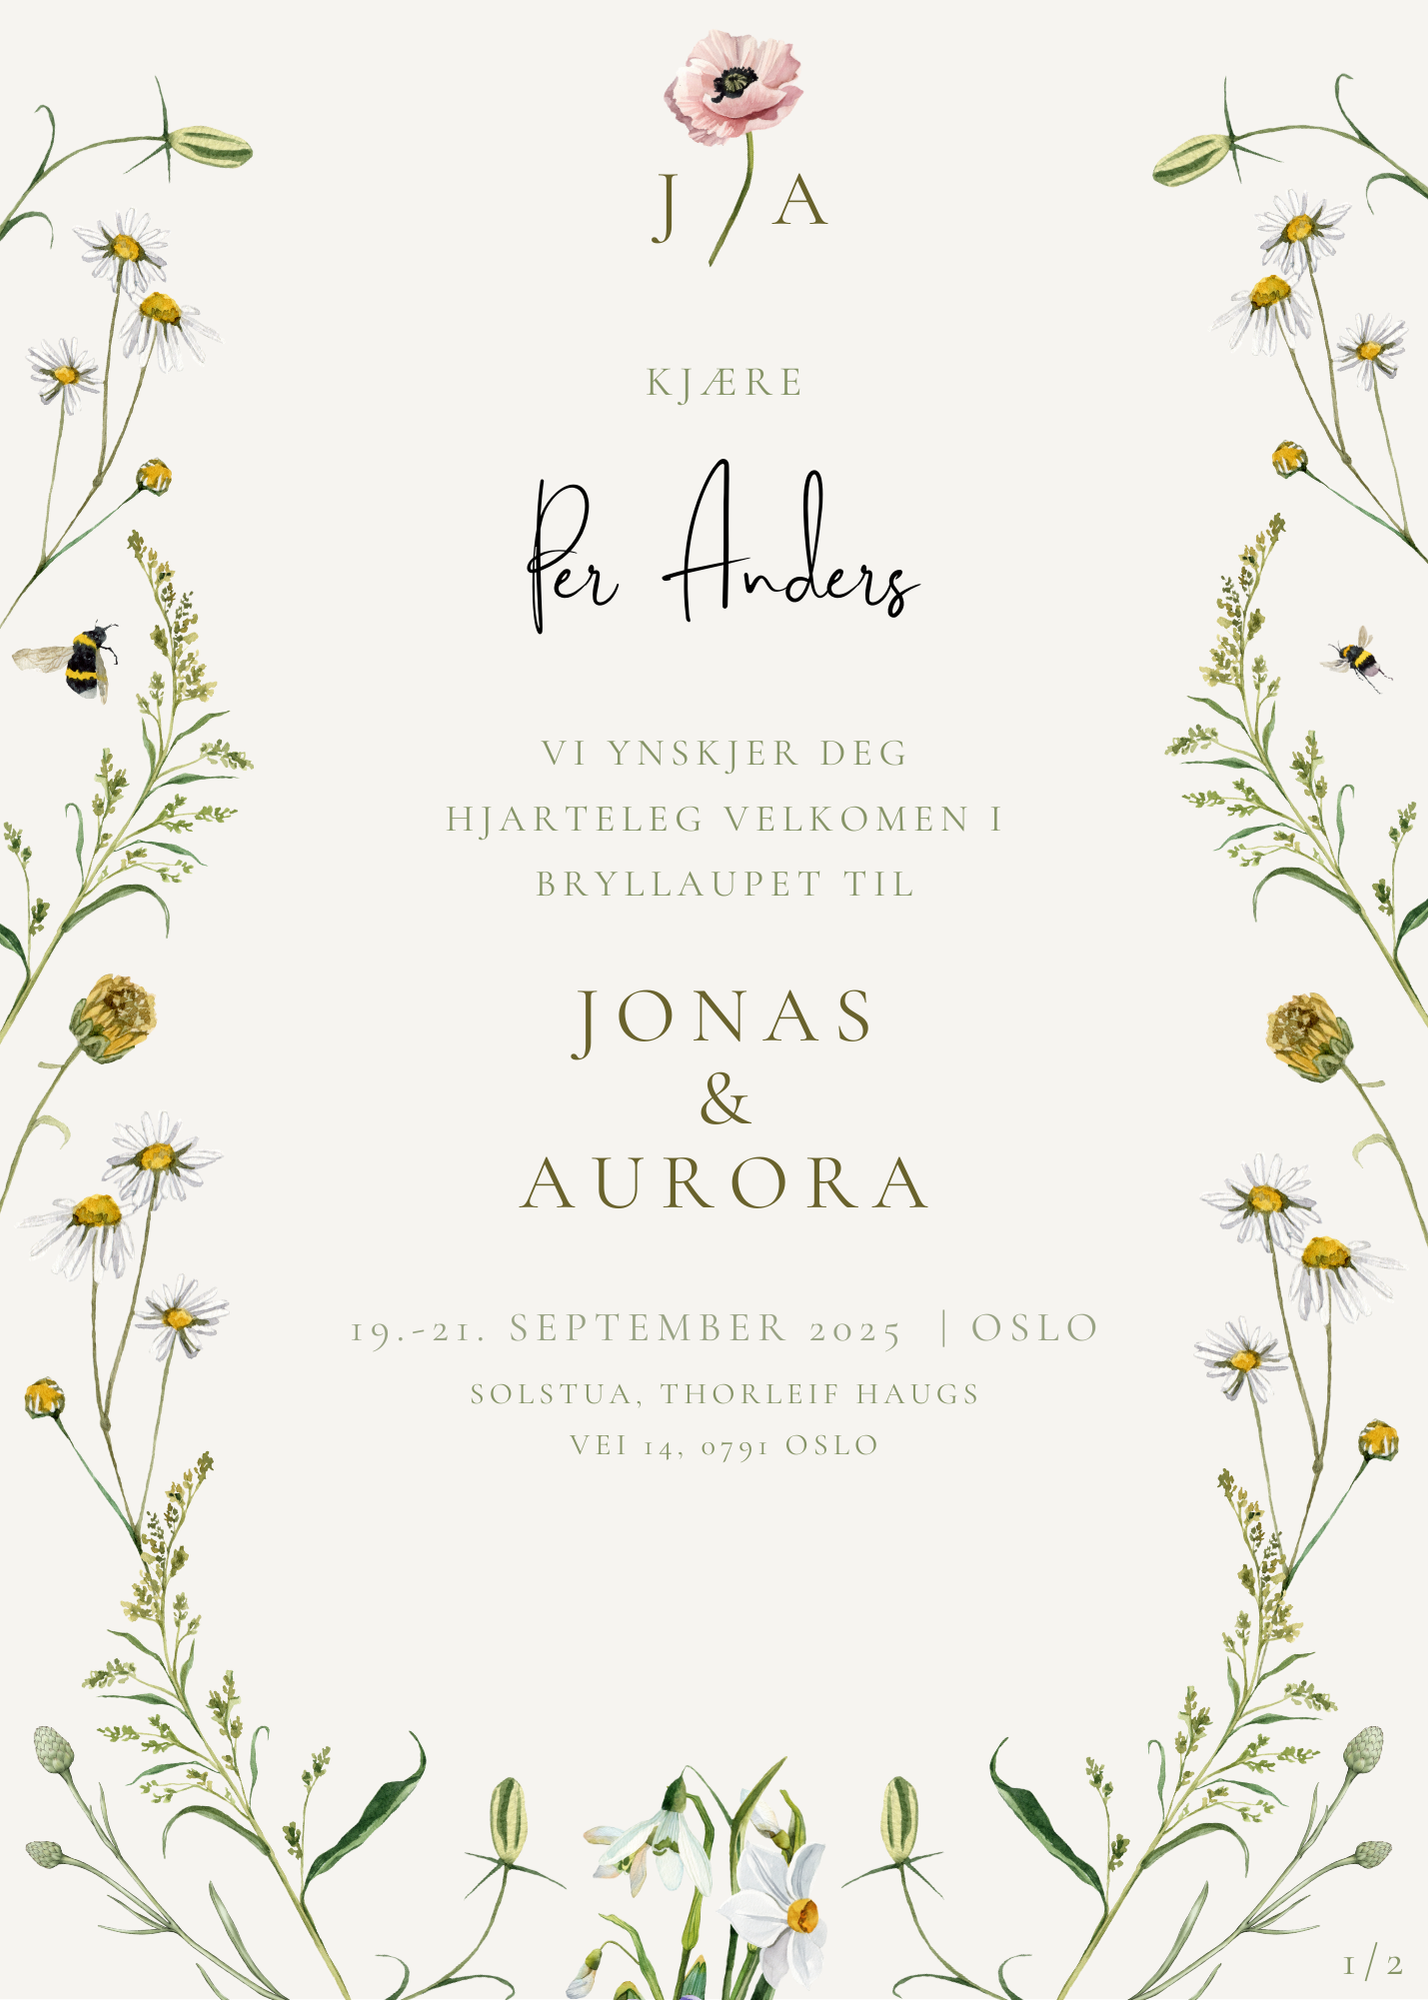 J A
KJÆRE
Per Anders
VI YNSKJER DEG
HJARTELEG VELKOMEN I
BRYLLAUPET TIL
JONAS
&
AURORA
19.-21. SEPTEMBER 2025 | OSLO
SOLSTUA, THORLEIF HAUGS
VEI 14, 0791 OSLO
1/2